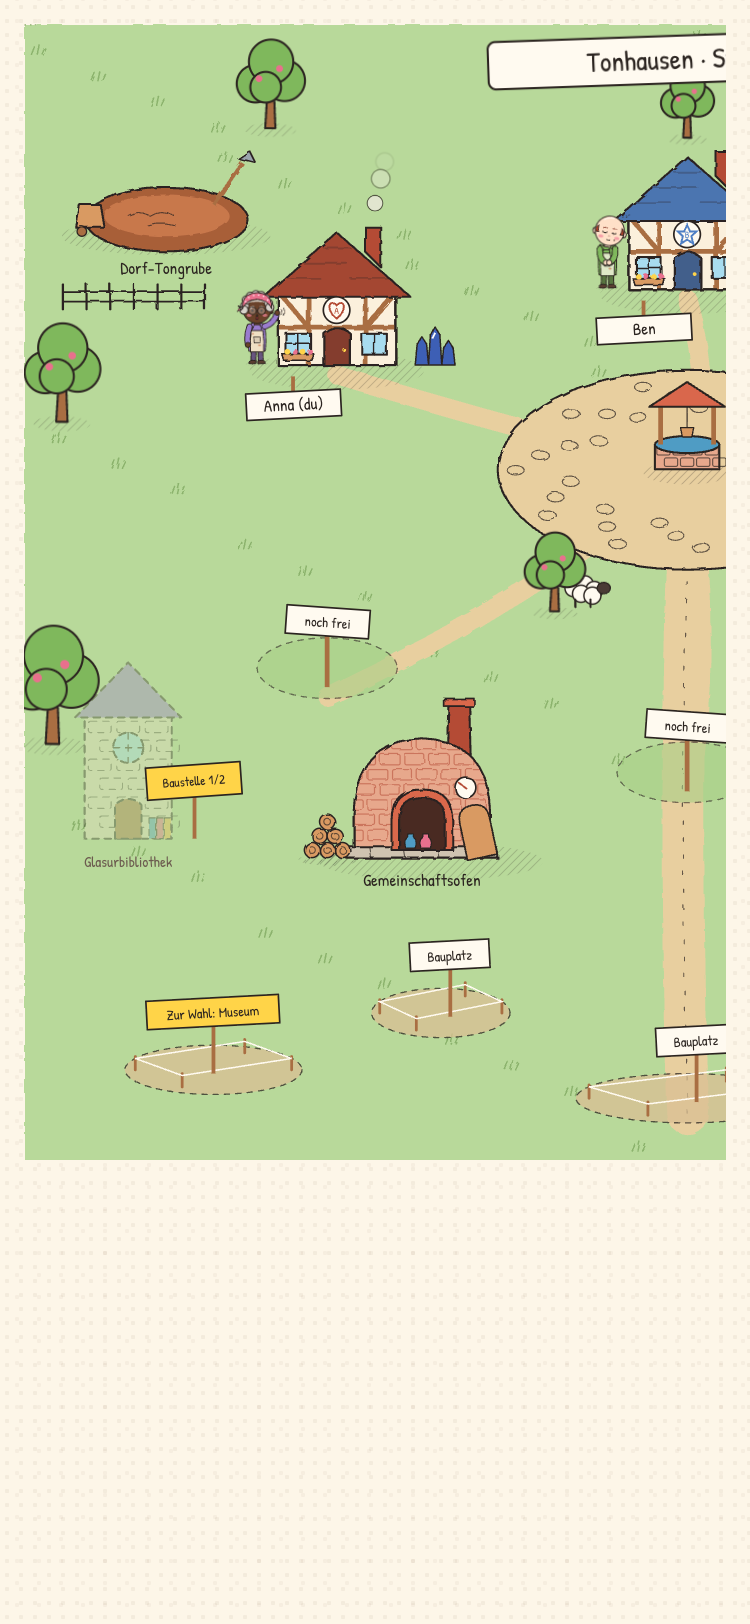 Tonhausen · S
Dorf-Tongrube
A
Ben
Anna (du)
noch frei
noch frei
Baustelle 1/2
Glasurbibliothek
Gemeinschaftsofen
Bauplatz
Zur Wahl: Museum
Bauplatz